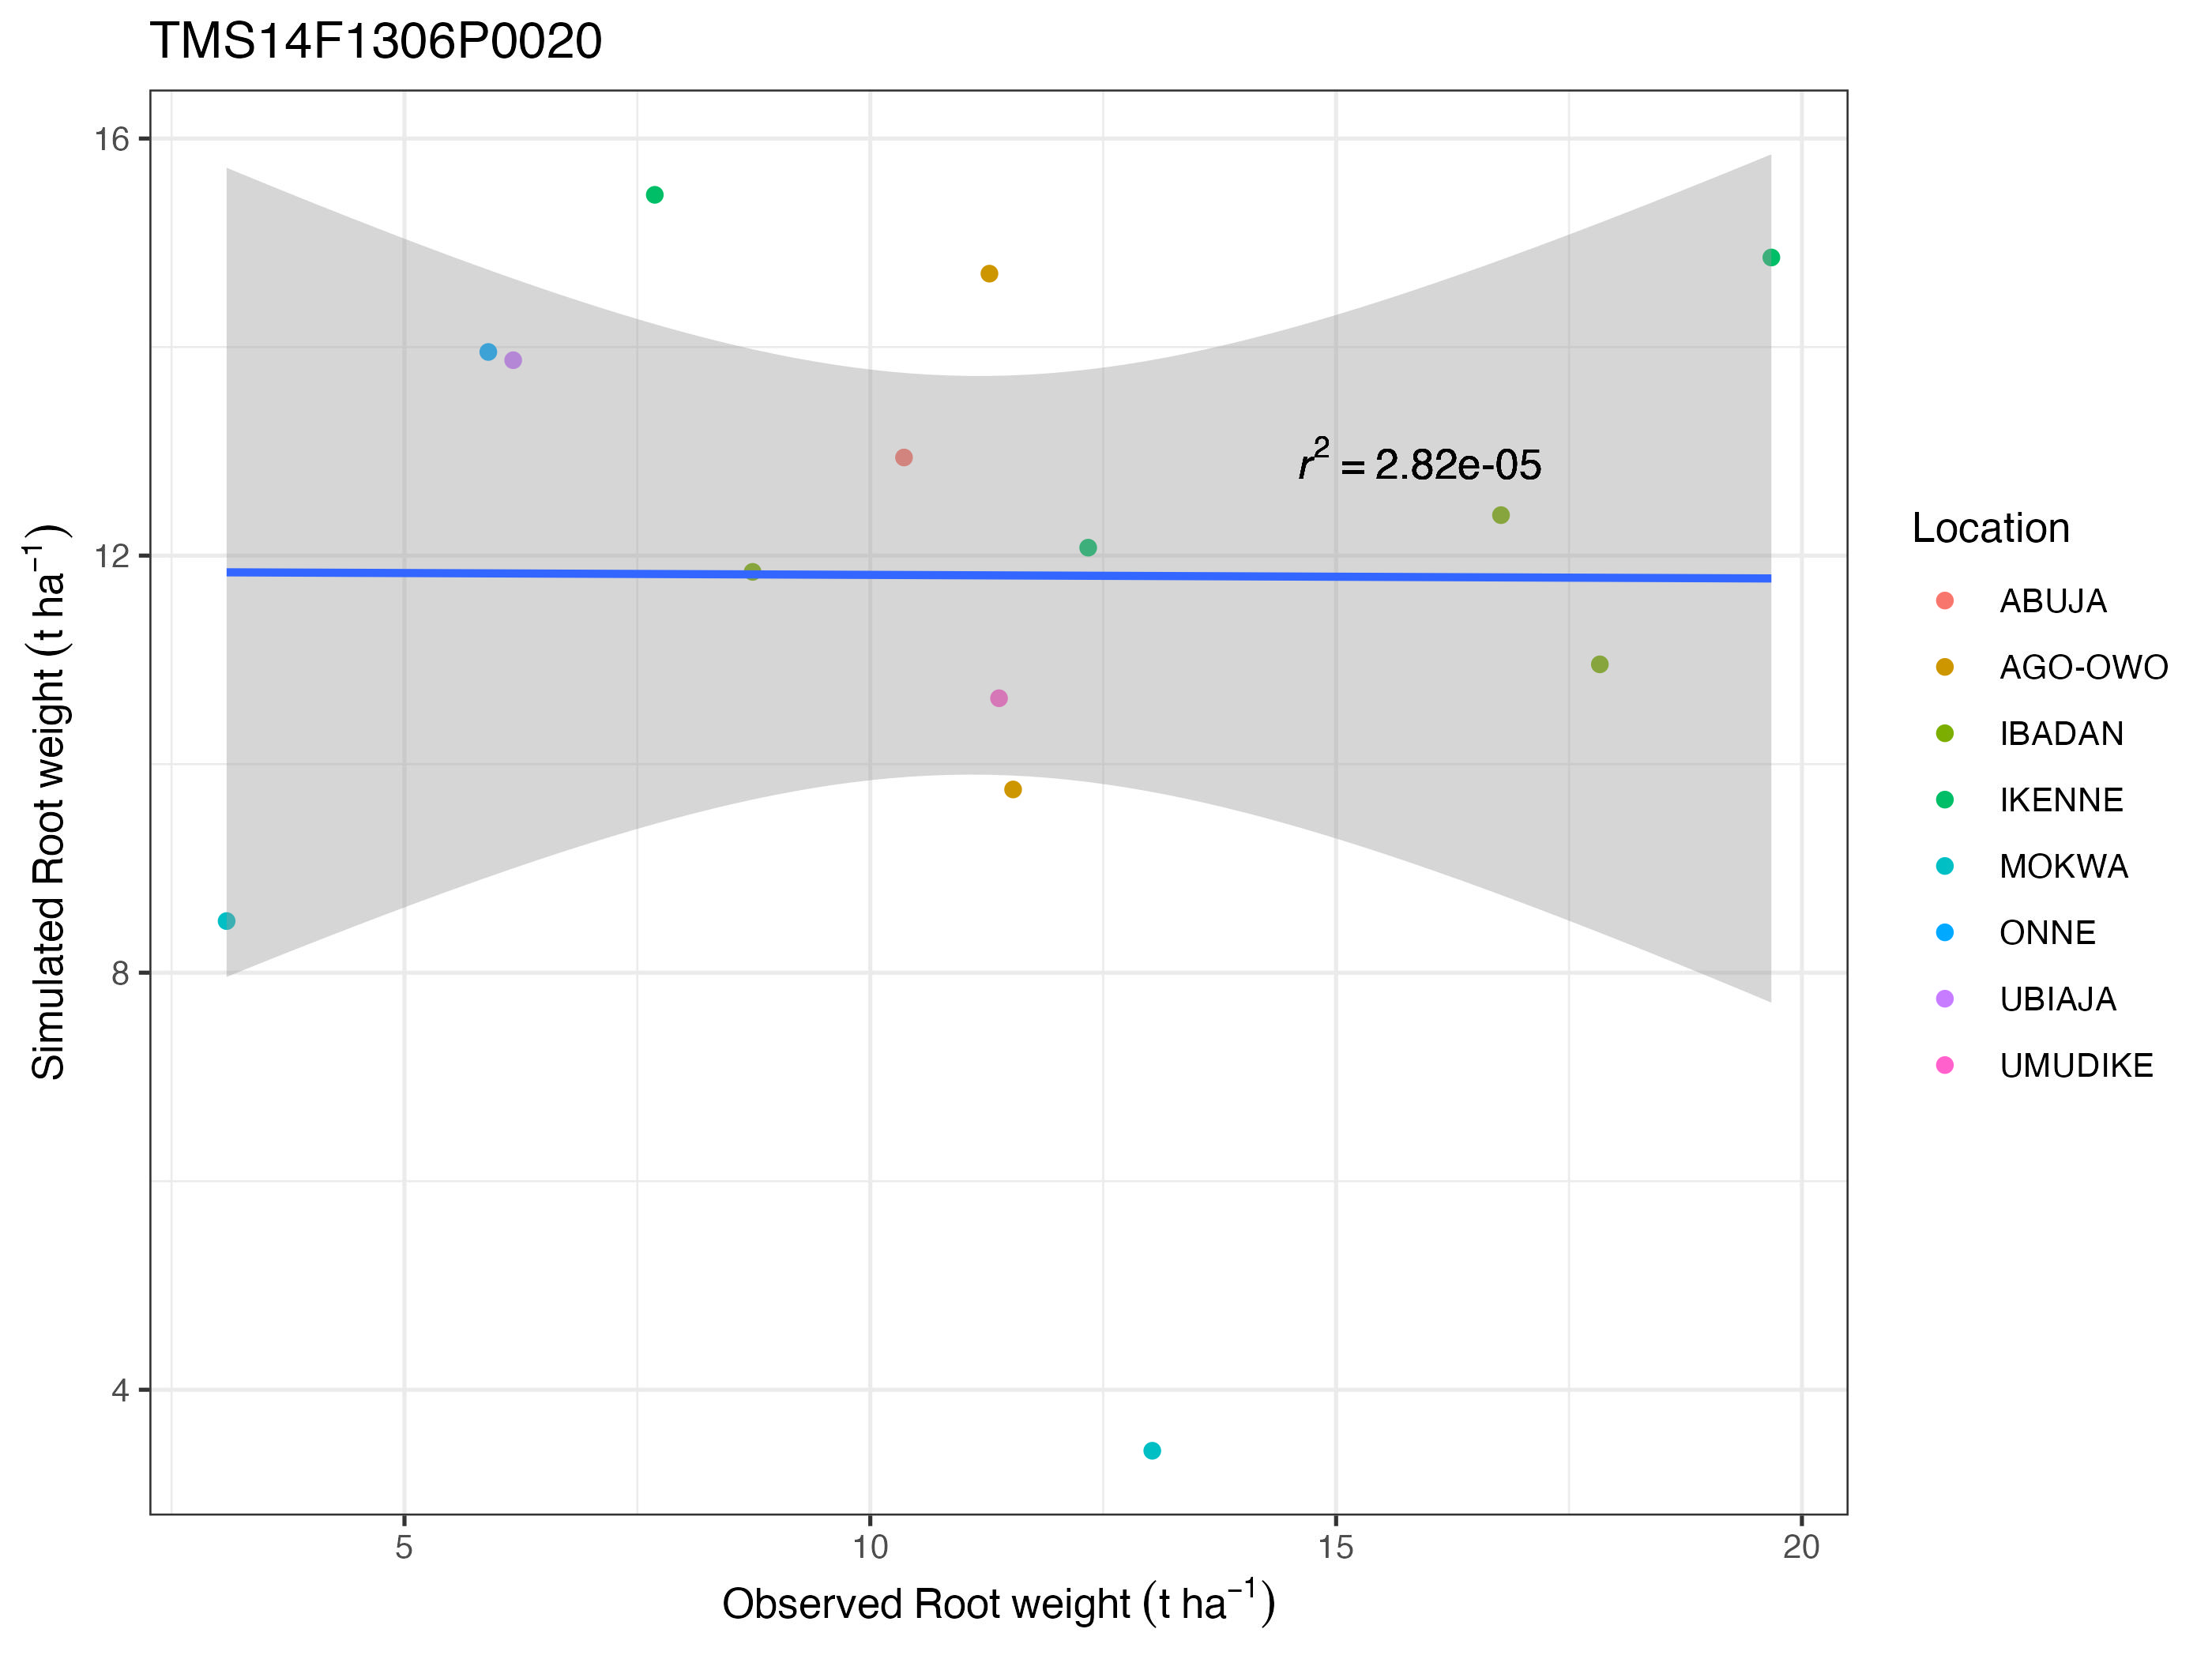 TMS14F1306P0020
16
12
8
4
Simulated Root weight (t ha⁻¹)
r² = 2.82e-05
5 10 15 20
Observed Root weight (t ha⁻¹)
Location
ABUJA
AGO-OWO
IBADAN
IKENNE
MOKWA
ONNE
UBIAJA
UMUDIKE